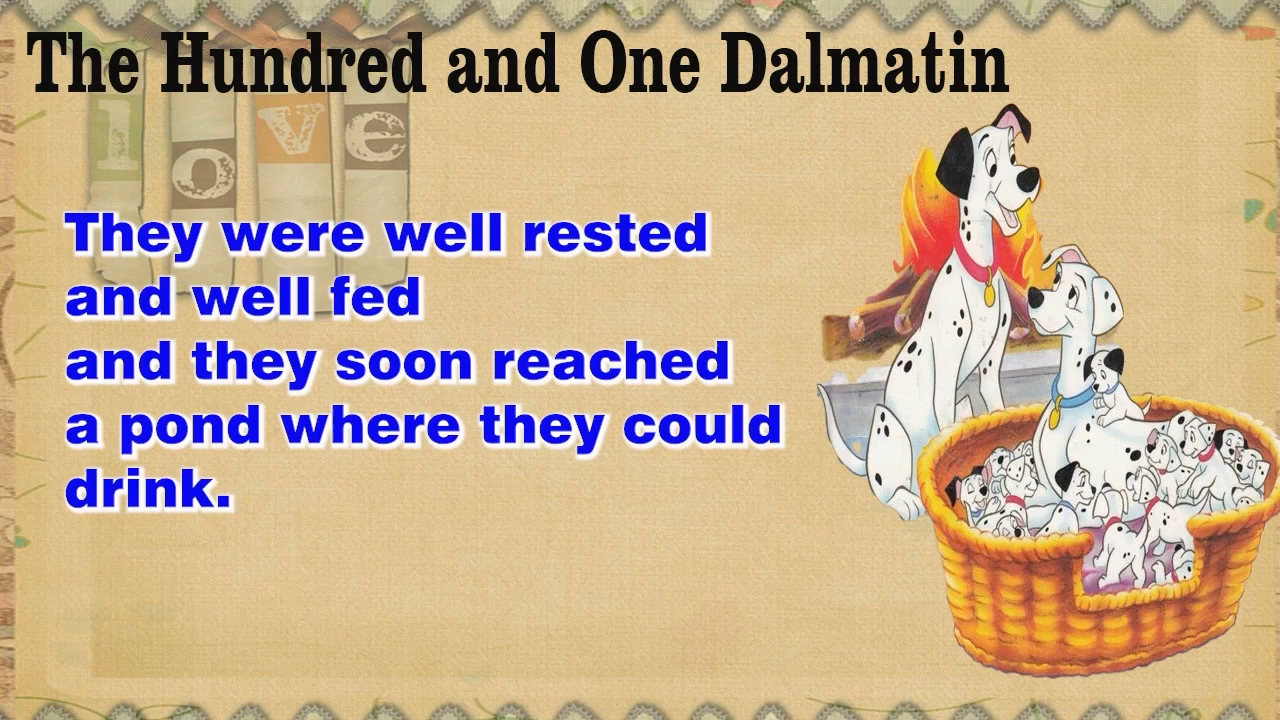 The Hundred and One Dalmatin
love
They were well rested
and well fed
and they soon reached
a pond where they could
drink.